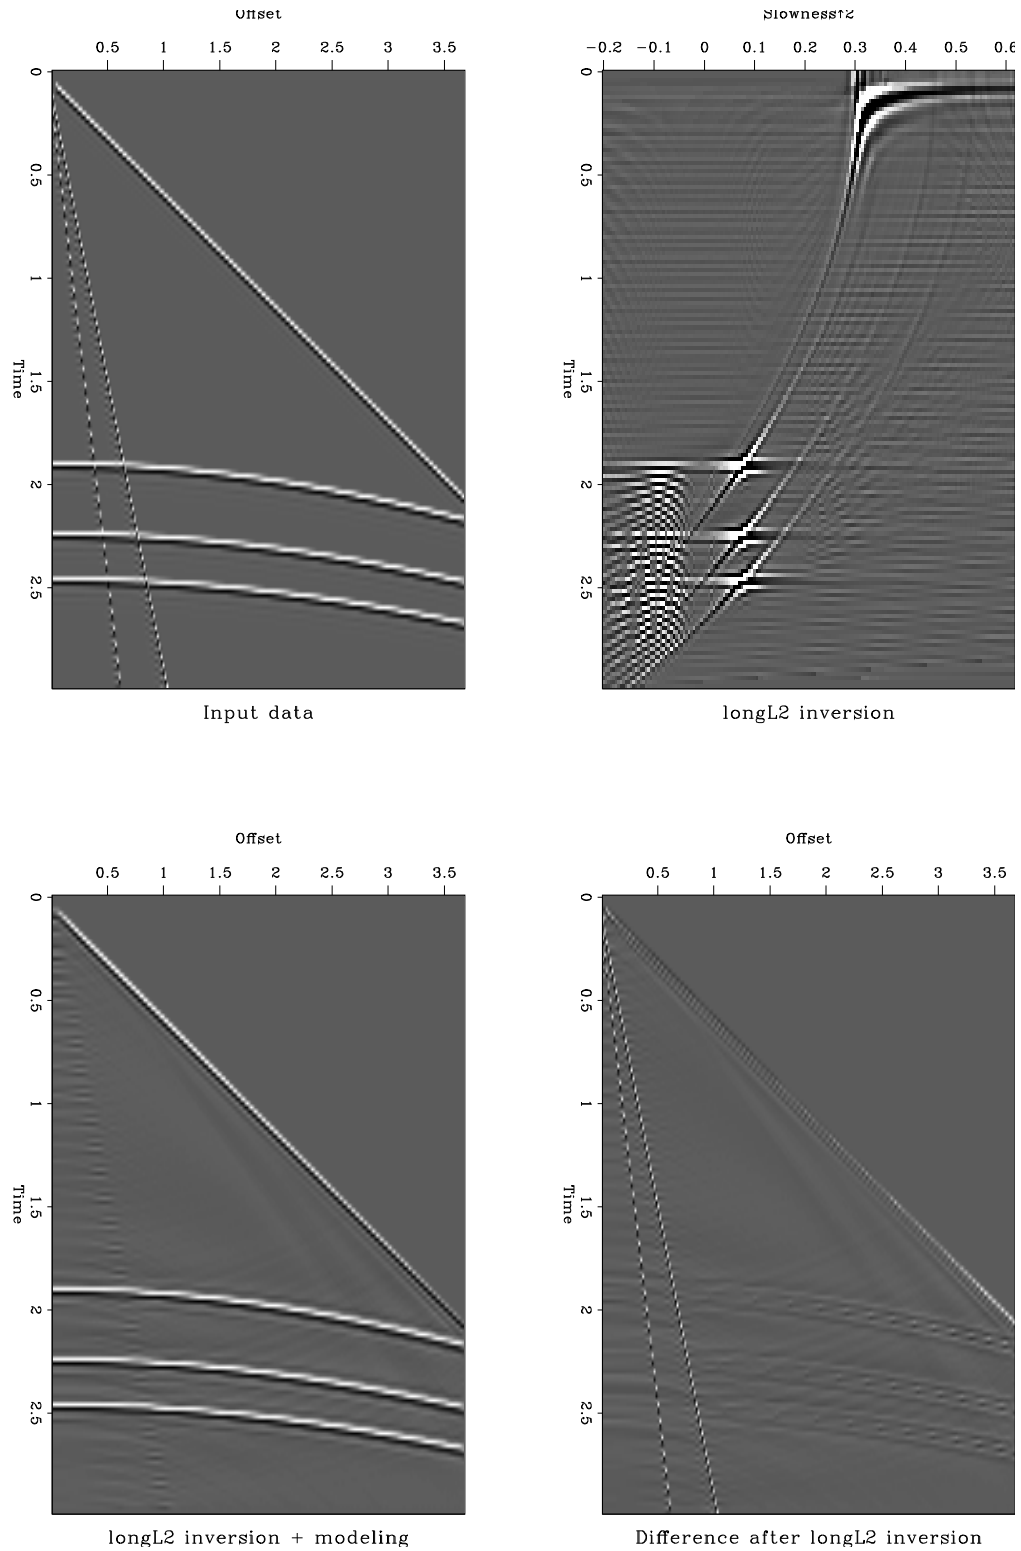 Offset
0.5 1 1.5 2 2.5 3 3.5
0 0.5 1 1.5 2 2.5
Time
Input data
Slowness↑2
-0.2 -0.1 0 0.1 0.2 0.3 0.4 0.5 0.6
0 0.5 1 1.5 2 2.5
Time
longL2 inversion
Offset
0.5 1 1.5 2 2.5 3 3.5
0 0.5 1 1.5 2 2.5
Time
longL2 inversion + modeling
Offset
0.5 1 1.5 2 2.5 3 3.5
0 0.5 1 1.5 2 2.5
Time
Difference after longL2 inversion